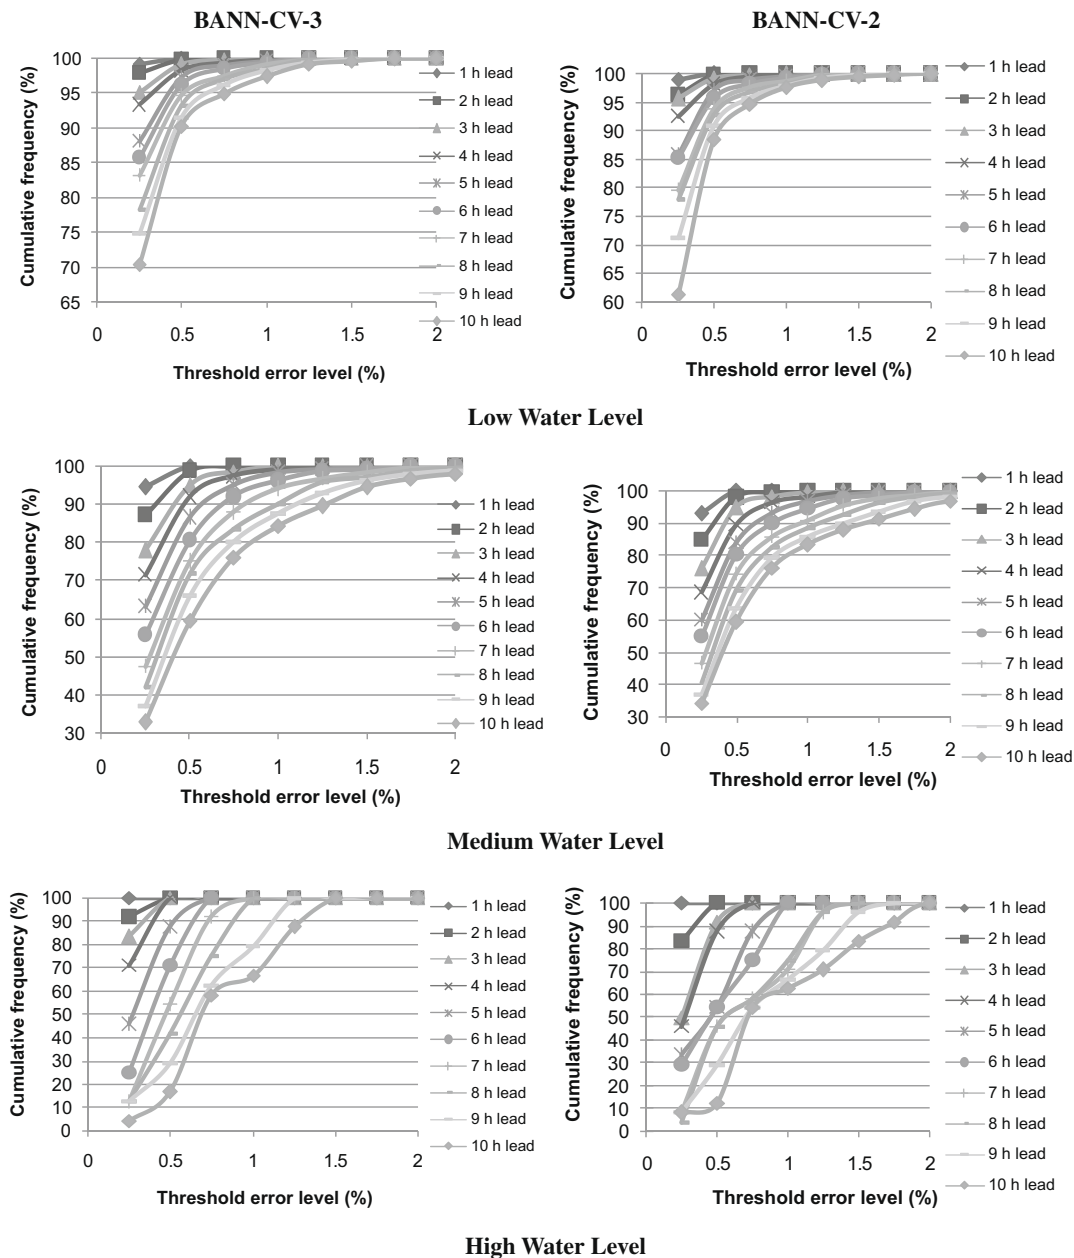 BANN-CV-3
BANN-CV-2
Cumulative frequency (%)
100
95
90
85
80
75
70
65
0
0.5
1
1.5
2
Threshold error level (%)
1 h lead
2 h lead
3 h lead
4 h lead
5 h lead
6 h lead
7 h lead
8 h lead
9 h lead
10 h lead
Cumulative frequency (%)
100
95
90
85
80
75
70
65
60
0
0.5
1
1.5
2
Threshold error level (%)
1 h lead
2 h lead
3 h lead
4 h lead
5 h lead
6 h lead
7 h lead
8 h lead
9 h lead
10 h lead
Low Water Level
Cumulative frequency (%)
100
90
80
70
60
50
40
30
0
0.5
1
1.5
2
Threshold error level (%)
1 h lead
2 h lead
3 h lead
4 h lead
5 h lead
6 h lead
7 h lead
8 h lead
9 h lead
10 h lead
Cumulative frequency (%)
100
90
80
70
60
50
40
30
0
0.5
1
1.5
2
Threshold error level (%)
1 h lead
2 h lead
3 h lead
4 h lead
5 h lead
6 h lead
7 h lead
8 h lead
9 h lead
10 h lead
Medium Water Level
Cumulative frequency (%)
100
90
80
70
60
50
40
30
20
10
0
0
0.5
1
1.5
2
Threshold error level (%)
1 h lead
2 h lead
3 h lead
4 h lead
5 h lead
6 h lead
7 h lead
8 h lead
9 h lead
10 h lead
Cumulative frequency (%)
100
90
80
70
60
50
40
30
20
10
0
0
0.5
1
1.5
2
Threshold error level (%)
1 h lead
2 h lead
3 h lead
4 h lead
5 h lead
6 h lead
7 h lead
8 h lead
9 h lead
10 h lead
High Water Level